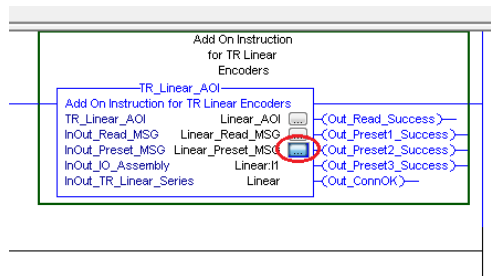 Add On Instruction
for TR Linear
Encoders
TR_Linear_AOI
Add On Instruction for TR Linear Encoders
TR_Linear_AOI Linear_AOI ... (Out_Read_Success)
InOut_Read_MSG Linear_Read_MSG ... (Out_Preset1_Success)
InOut_Preset_MSG Linear_Preset_MSG ... (Out_Preset2_Success)
InOut_IO_Assembly Linear:I1 (Out_Preset3_Success)
InOut_TR_Linear_Series Linear (Out_ConnOK)